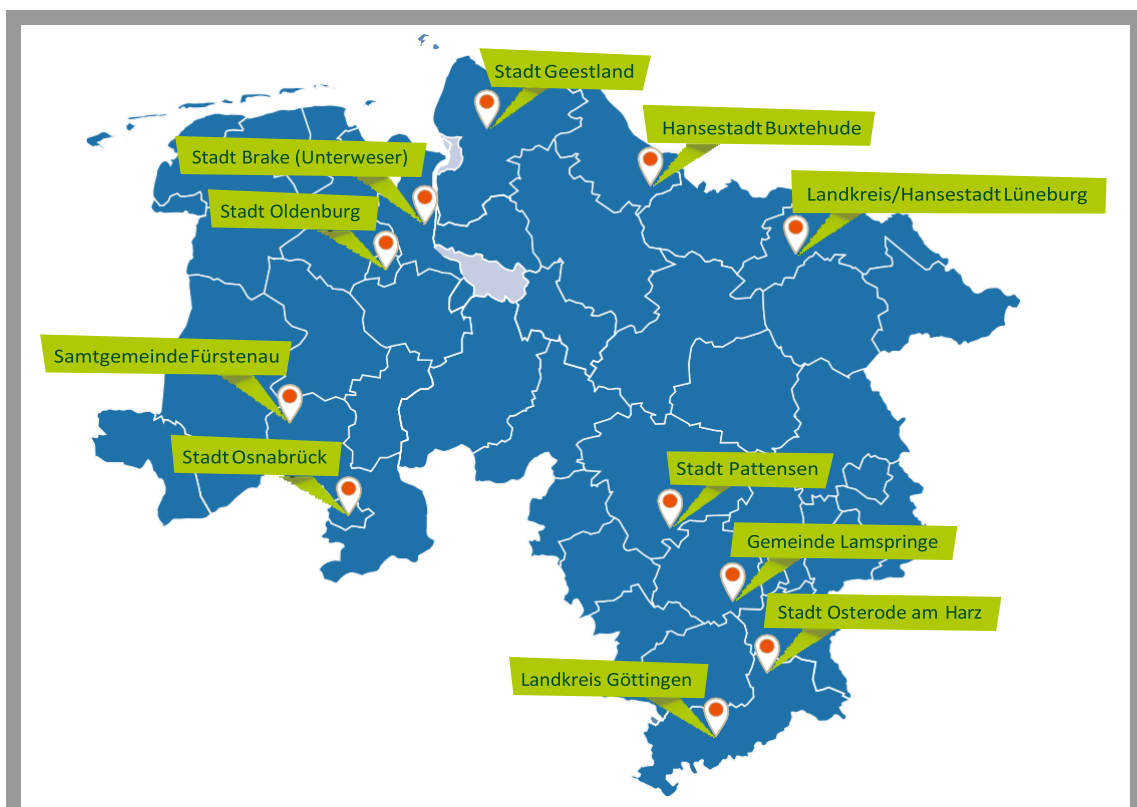 Stadt Geestland
Hansestadt Buxtehude
Stadt Brake (Unterweser)
Landkreis/Hansestadt Lüneburg
Stadt Oldenburg
Samtgemeinde Fürstenau
Stadt Osnabrück
Stadt Pattensen
Gemeinde Lamspringe
Stadt Osterode am Harz
Landkreis Göttingen